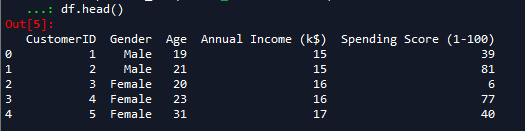 ...: df.head()
Out[5]:
CustomerID Gender Age Annual Income (k$) Spending Score (1-100)
0 1 Male 19 15 39
1 2 Male 21 15 81
2 3 Female 20 16 6
3 4 Female 23 16 77
4 5 Female 31 17 40